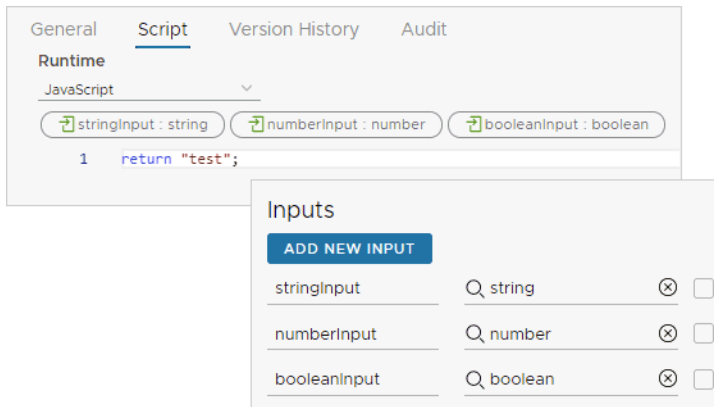 General Script Version History Audit
Runtime
JavaScript
stringInput : string numberInput : number booleanInput : boolean
1 return "test";
Inputs
ADD NEW INPUT
stringInput string
numberInput number
booleanInput boolean